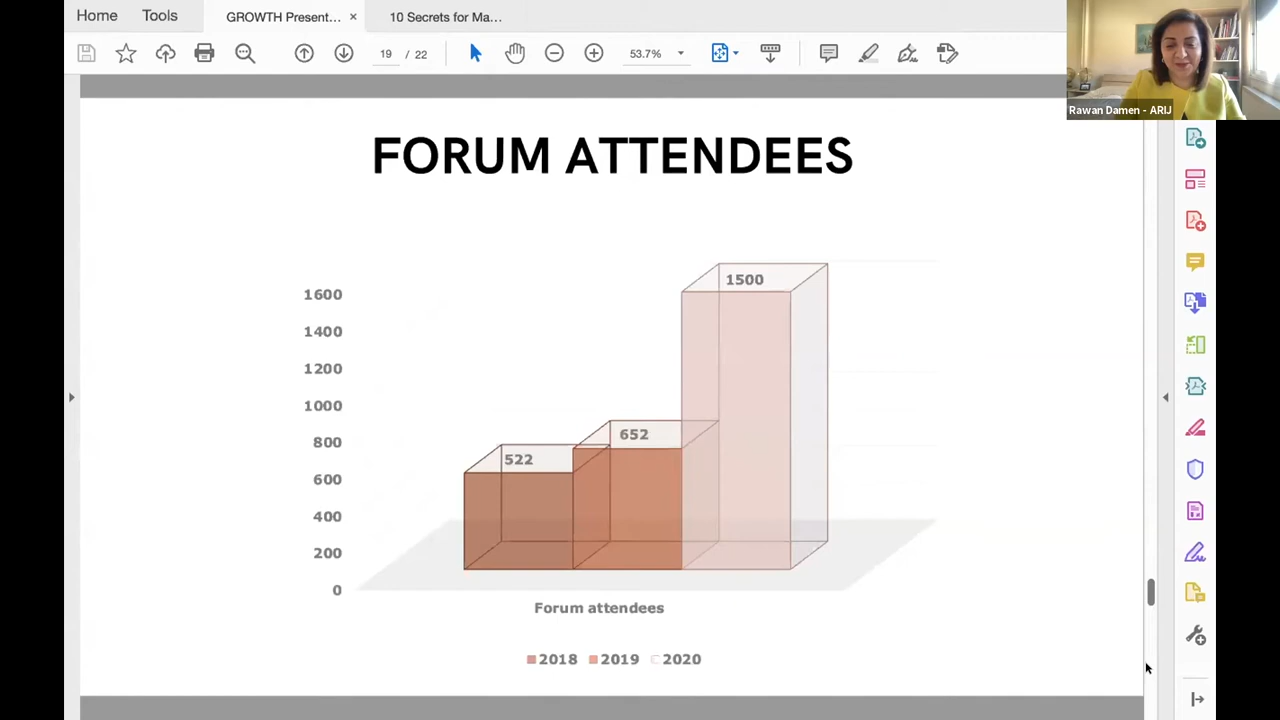 Home Tools GROWTH Present... × 10 Secrets for Ma...
19 / 22 53.7%
Rawan Damen - ARIJ
FORUM ATTENDEES
1600
1400
1200
1000
800
600
400
200
0
522
652
1500
Forum attendees
2018 2019 2020